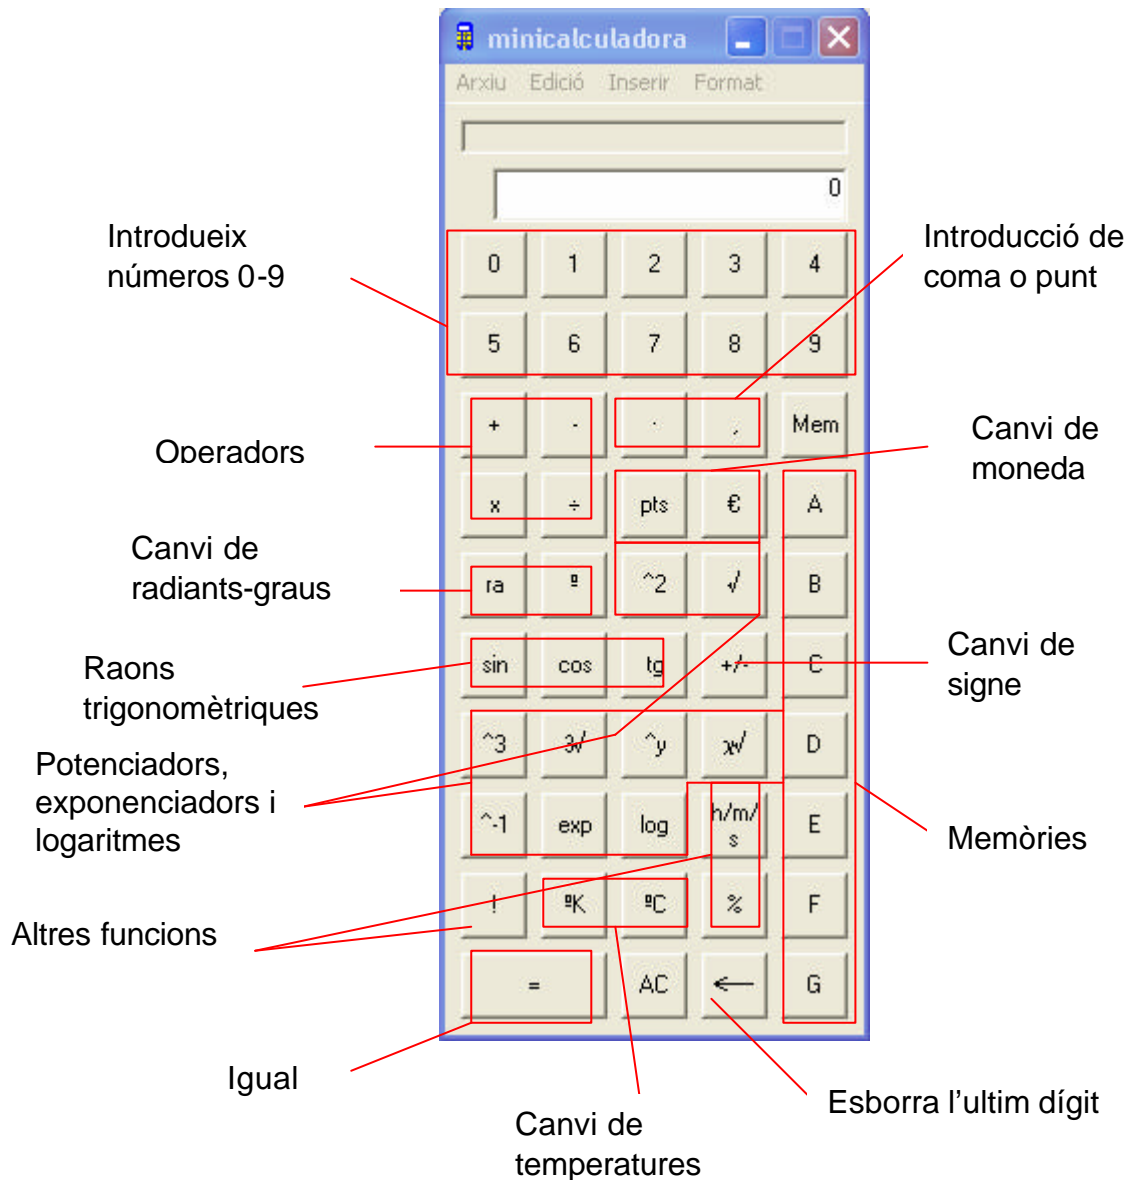 minicalculadora
Arxiu Edició Inserir Format
0
Introdueix
números 0-9
Introducció de
coma o punt
0 1 2 3 4
5 6 7 8 9
+ - . , Mem
Operadors
Canvi de
moneda
x ÷ pts € A
Canvi de
radiants-graus
ra º ^2 √ B
Raons
trigonomètriques
sin cos tg +/- C
Canvi de
signe
^3 3√ ^y x√ D
Potenciadors,
exponenciadors i
logaritmes
^-1 exp log h/m/
s E
Memòries
Altres funcions
! ºK ºC % F
= AC ← G
Igual
Esborra l’ultim dígit
Canvi de
temperatures